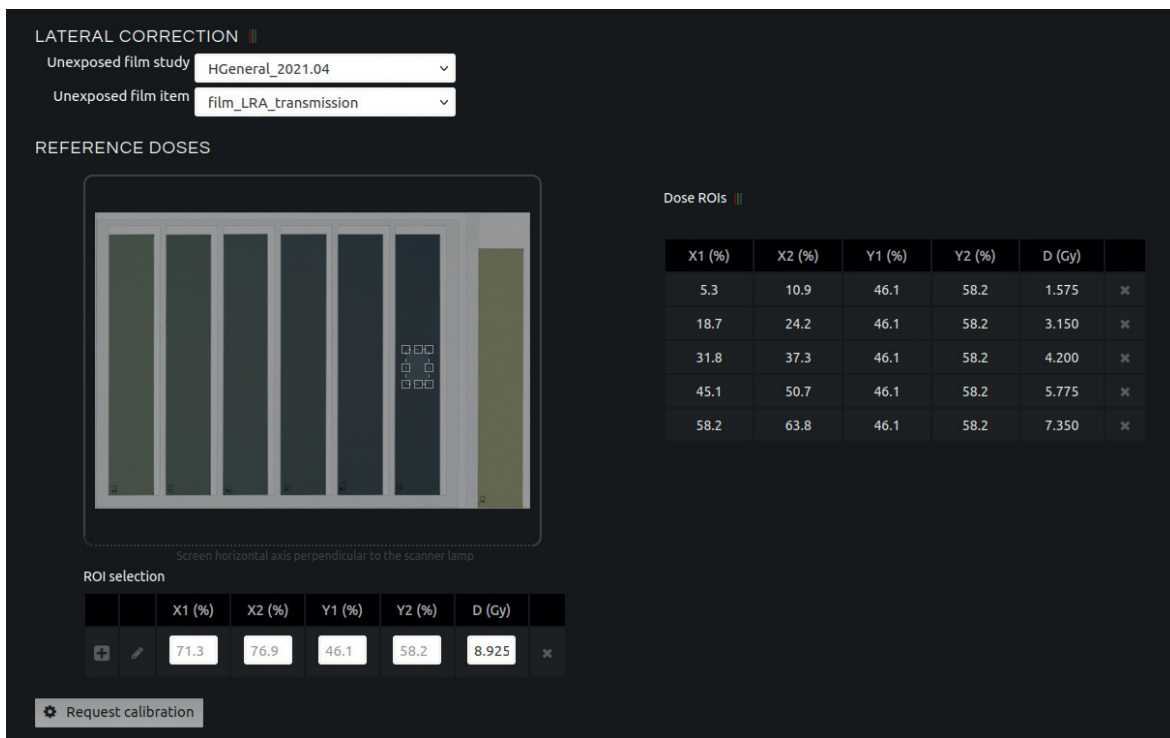 LATERAL CORRECTION
Unexposed film study HGeneral_2021.04
Unexposed film item film_LRA_transmission
REFERENCE DOSES
Dose ROIs
X1 (%) X2 (%) Y1 (%) Y2 (%) D (Gy)
5.3 10.9 46.1 58.2 1.575
18.7 24.2 46.1 58.2 3.150
31.8 37.3 46.1 58.2 4.200
45.1 50.7 46.1 58.2 5.775
58.2 63.8 46.1 58.2 7.350
Screen horizontal axis perpendicular to the scanner lamp
ROI selection
X1 (%) X2 (%) Y1 (%) Y2 (%) D (Gy)
71.3 76.9 46.1 58.2 8.925
Request calibration